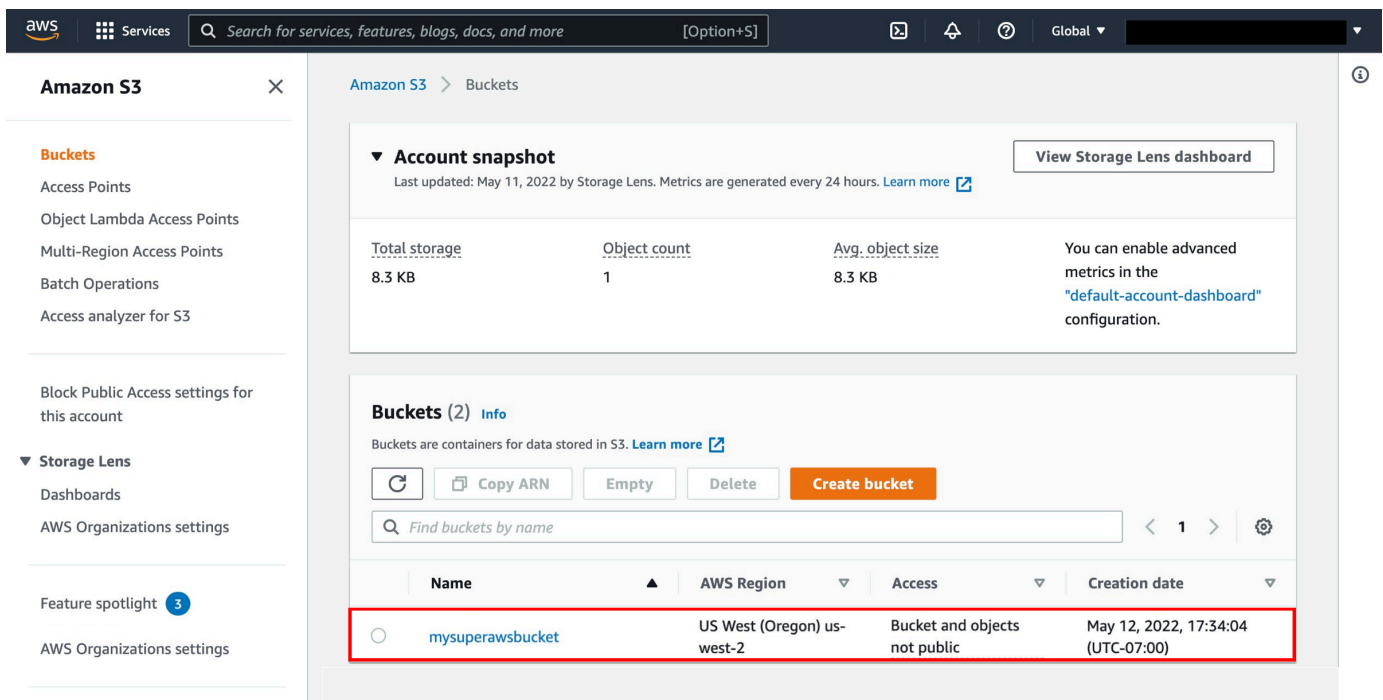 aws
Services
Search for services, features, blogs, docs, and more
[Option+S]
Global
Amazon S3
Buckets
Access Points
Object Lambda Access Points
Multi-Region Access Points
Batch Operations
Access analyzer for S3
Block Public Access settings for
this account
Storage Lens
Dashboards
AWS Organizations settings
Feature spotlight 3
AWS Organizations settings
Amazon S3 > Buckets
Account snapshot
Last updated: May 11, 2022 by Storage Lens. Metrics are generated every 24 hours. Learn more
View Storage Lens dashboard
Total storage
8.3 KB
Object count
1
Avg. object size
8.3 KB
You can enable advanced
metrics in the
"default-account-dashboard"
configuration.
Buckets (2) Info
Buckets are containers for data stored in S3. Learn more
Copy ARN
Empty
Delete
Create bucket
Find buckets by name
1
Name
AWS Region
Access
Creation date
mysuperawsbucket
US West (Oregon) us-
west-2
Bucket and objects
not public
May 12, 2022, 17:34:04
(UTC-07:00)